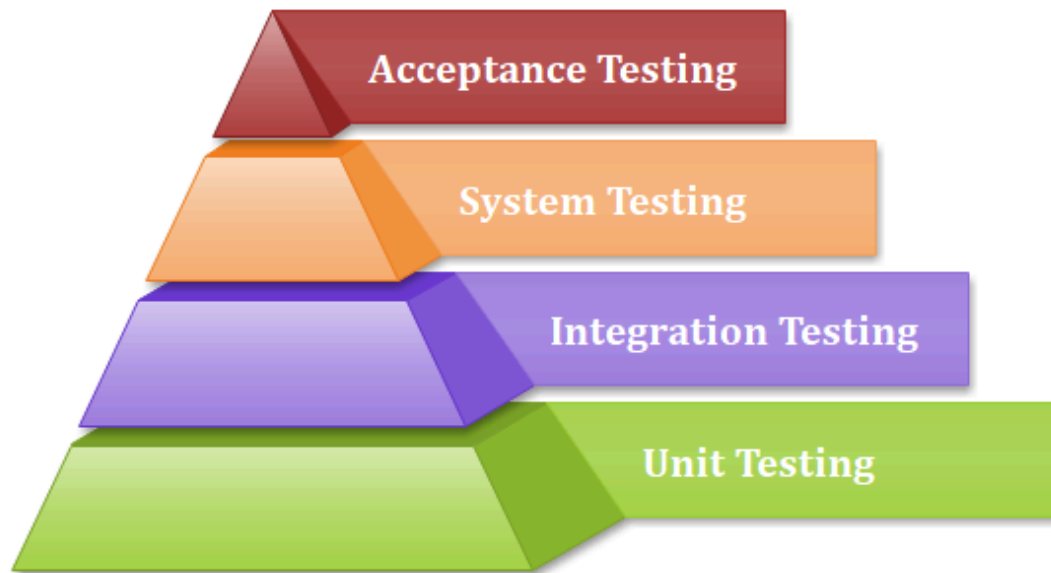 Acceptance Testing
System Testing
Integration Testing
Unit Testing